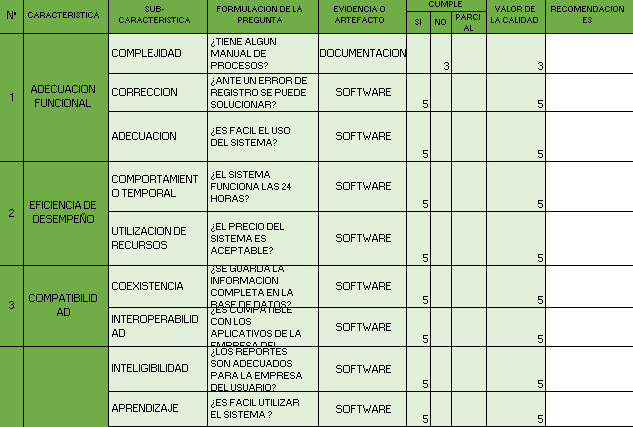 Nº CARACTERISTICA SUB-CARACTERISTICA FORMULACION DE LA PREGUNTA EVIDENCIA O ARTEFACTO CUMPLE VALOR DE LA CALIDAD RECOMENDACIONES
SI NO PARCIAL
1 ADECUACION FUNCIONAL
COMPLEJIDAD ¿TIENE ALGUN MANUAL DE PROCESOS? DOCUMENTACION 3 3
CORRECCION ¿ANTE UN ERROR DE REGISTRO SE PUEDE SOLUCIONAR? SOFTWARE 5 5
ADECUACION ¿ES FACIL EL USO DEL SISTEMA? SOFTWARE 5 5
2 EFICIENCIA DE DESEMPEÑO
COMPORTAMIENTO TEMPORAL ¿EL SISTEMA FUNCIONA LAS 24 HORAS? SOFTWARE 5 5
UTILIZACION DE RECURSOS ¿EL PRECIO DEL SISTEMA ES ACEPTABLE? SOFTWARE 5 5
3 COMPATIBILIDAD
COEXISTENCIA ¿SE GUARDA LA INFORMACION COMPLETA EN LA BASE DE DATOS? SOFTWARE 5 5
INTEROPERABILIDAD ¿ES COMPATIBLE CON LOS APLICATIVOS DE LA EMPRESA DEL SOFTWARE 5 5
INTELIGIBILIDAD ¿LOS REPORTES SON ADECUADOS PARA LA EMPRESA DEL USUARIO? SOFTWARE 5 5
APRENDIZAJE ¿ES FACIL UTILIZAR EL SISTEMA ? SOFTWARE 5 5